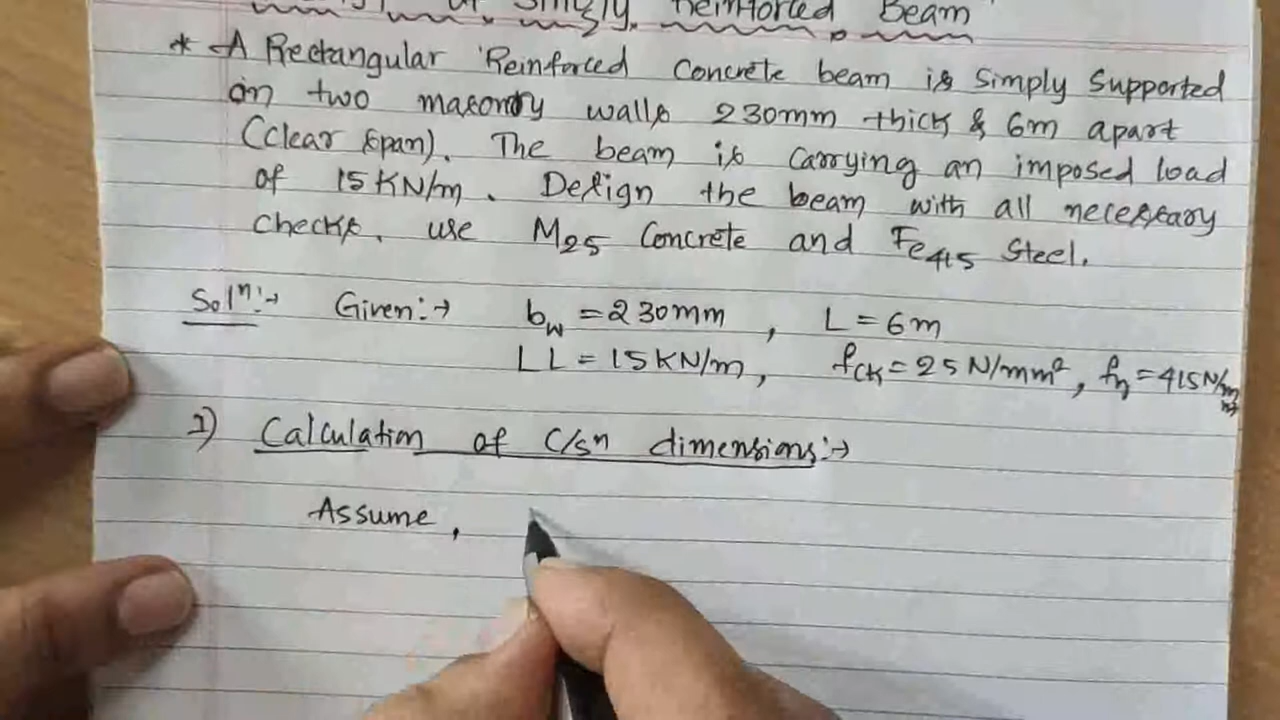 of Singly Reinforced Beam
* A Rectangular Reinforced Concrete beam is Simply Supported
on two masonry walls 230mm thick & 6m apart
(clear span). The beam is carrying an imposed load
of 15 KN/m. Design the beam with all necessary
checks. use M25 Concrete and Fe415 Steel.
Solⁿ:→ Given:→ bw = 230mm , L = 6m
LL = 15KN/m, fck = 25 N/mm², fy = 415N/mm²
1) Calculation of C/sⁿ dimensions:→
Assume,